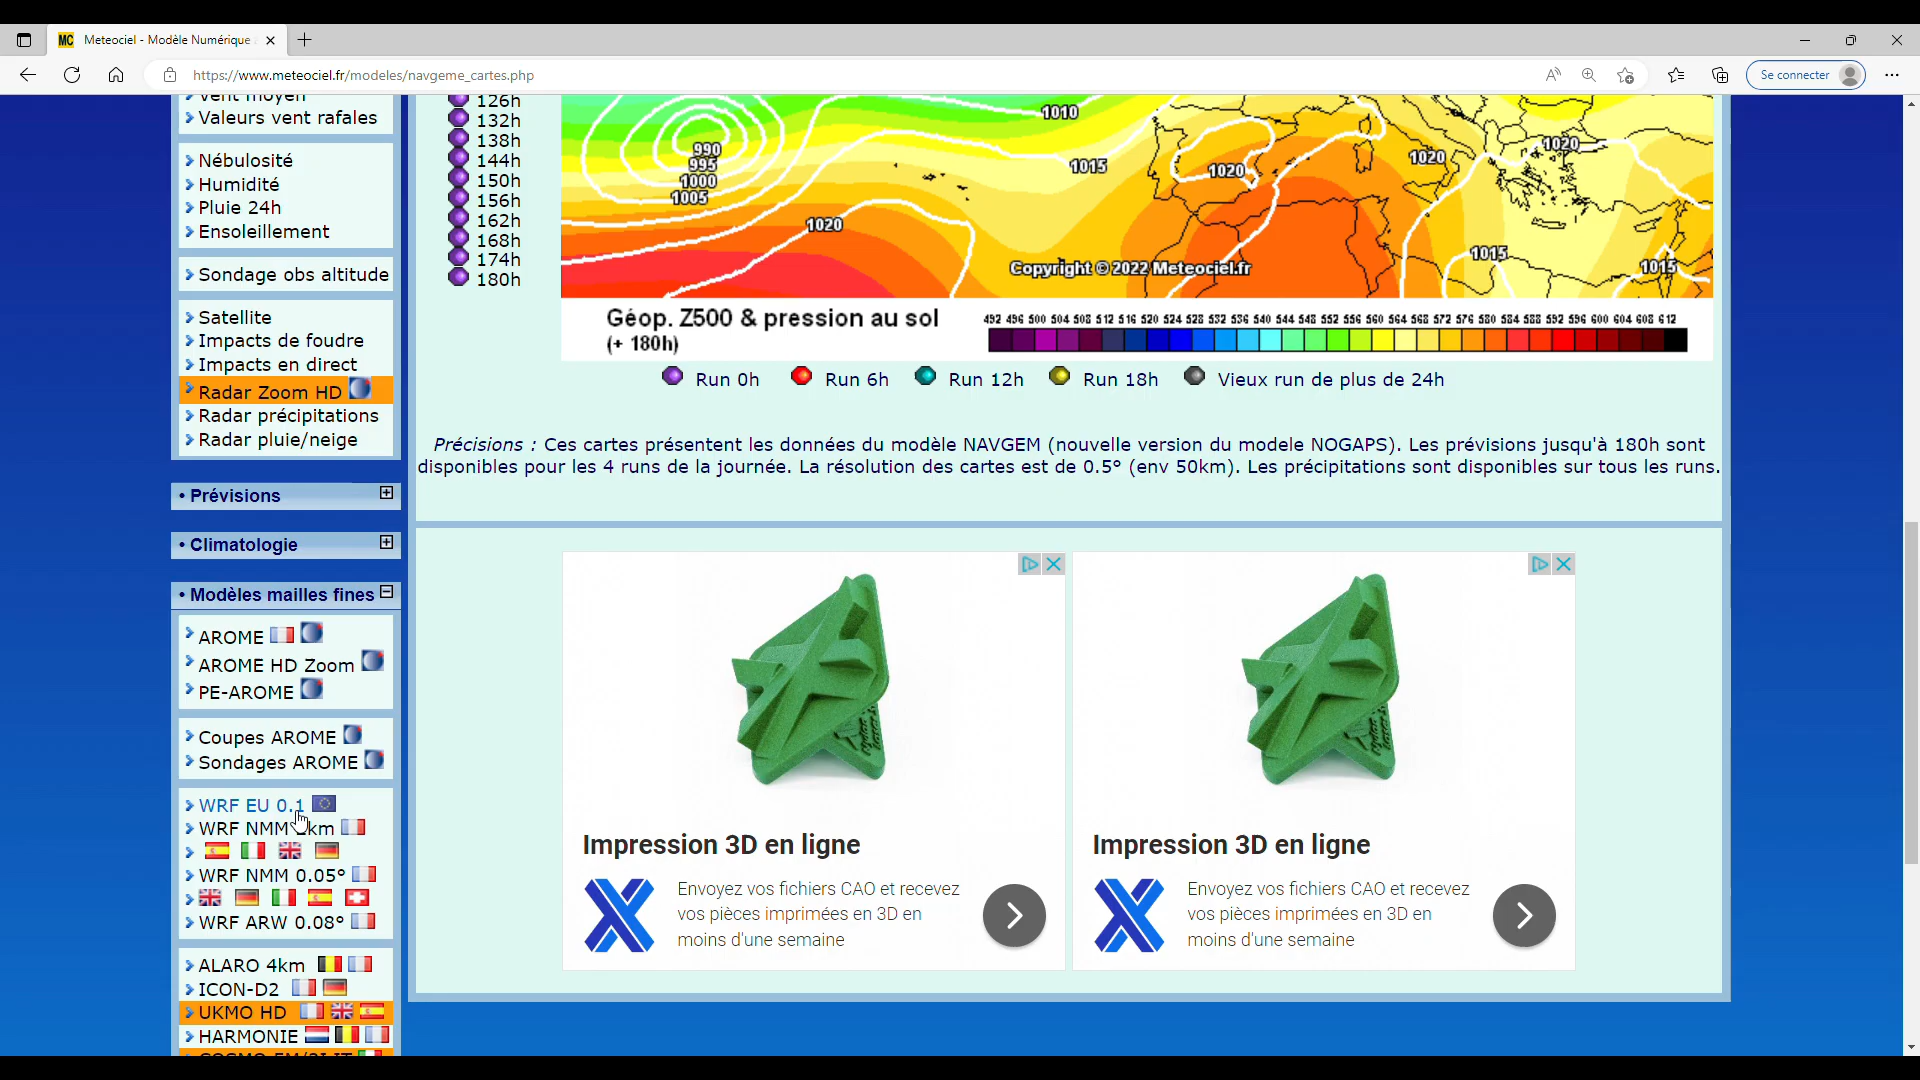 Meteociel - Modèle Numérique
https://www.meteociel.fr/modeles/navgeme_cartes.php
Se connecter
Vent moyen
Valeurs vent rafales
Nébulosité
Humidité
Pluie 24h
Ensoleillement
Sondage obs altitude
Satellite
Impacts de foudre
Impacts en direct
Radar Zoom HD
Radar précipitations
Radar pluie/neige
• Prévisions
• Climatologie
• Modèles mailles fines
AROME
AROME HD Zoom
PE-AROME
Coupes AROME
Sondages AROME
WRF EU 0.1
WRF NMM km
WRF NMM 0.05°
WRF ARW 0.08°
ALARO 4km
ICON-D2
UKMO HD
HARMONIE
126h
132h
138h
144h
150h
156h
162h
168h
174h
180h
1010
990
995
1000
1005
1015
1020
1020
1020
1020
1015
1015
Copyright © 2022 Meteociel.fr
Géop. Z500 & pression au sol
(+ 180h)
492 496 500 504 508 512 516 520 524 528 532 536 540 544 548 552 556 560 564 568 572 576 580 584 588 592 596 600 604 608 612
Run 0h Run 6h Run 12h Run 18h Vieux run de plus de 24h
Précisions : Ces cartes présentent les données du modèle NAVGEM (nouvelle version du modele NOGAPS). Les prévisions jusqu'à 180h sont
disponibles pour les 4 runs de la journée. La résolution des cartes est de 0.5° (env 50km). Les précipitations sont disponibles sur tous les runs.
Impression 3D en ligne
Envoyez vos fichiers CAO et recevez
vos pièces imprimées en 3D en
moins d'une semaine
Impression 3D en ligne
Envoyez vos fichiers CAO et recevez
vos pièces imprimées en 3D en
moins d'une semaine